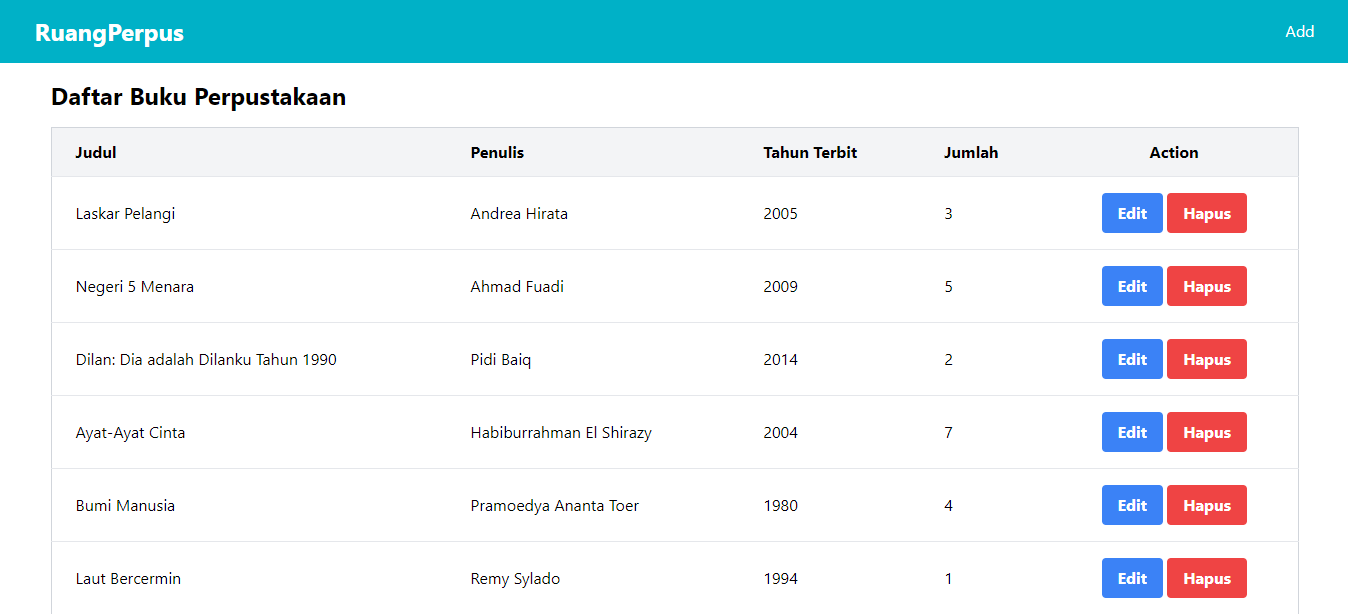 RuangPerpus Add
Daftar Buku Perpustakaan
Judul Penulis Tahun Terbit Jumlah Action
Laskar Pelangi Andrea Hirata 2005 3 Edit Hapus
Negeri 5 Menara Ahmad Fuadi 2009 5 Edit Hapus
Dilan: Dia adalah Dilanku Tahun 1990 Pidi Baiq 2014 2 Edit Hapus
Ayat-Ayat Cinta Habiburrahman El Shirazy 2004 7 Edit Hapus
Bumi Manusia Pramoedya Ananta Toer 1980 4 Edit Hapus
Laut Bercermin Remy Sylado 1994 1 Edit Hapus